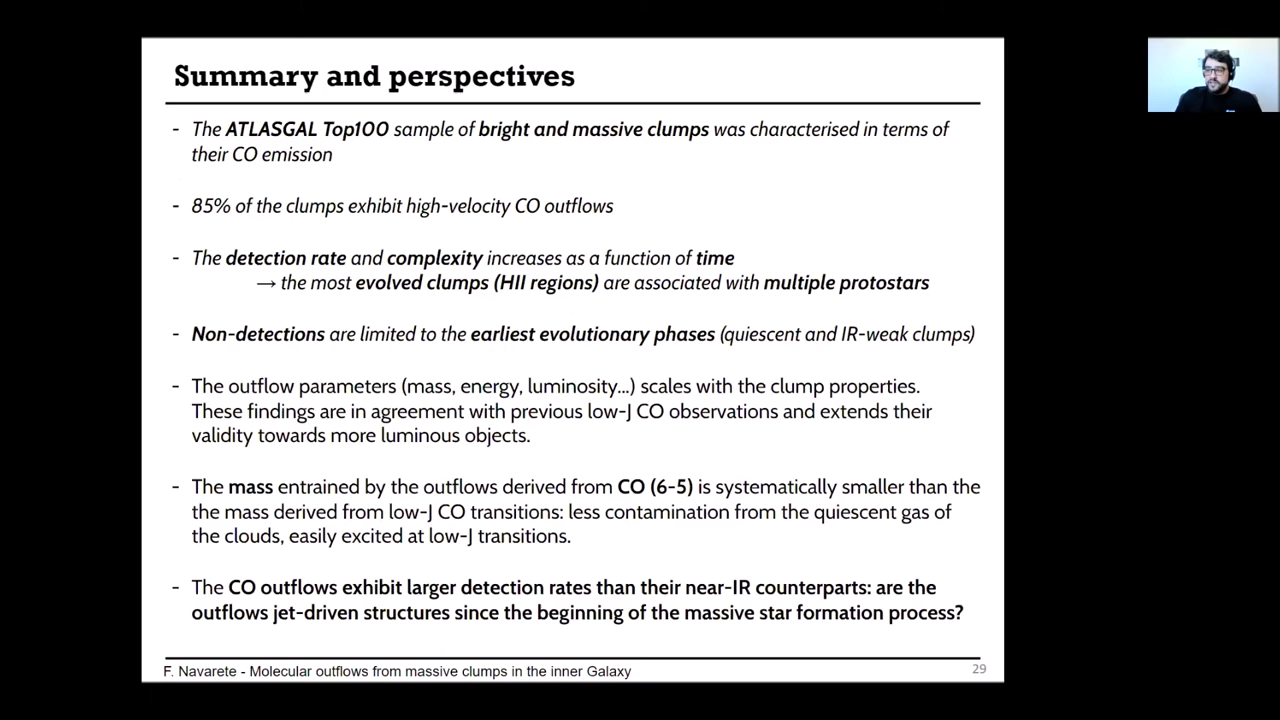 Summary and perspectives
- The ATLASGAL Top100 sample of bright and massive clumps was characterised in terms of
their CO emission
- 85% of the clumps exhibit high-velocity CO outflows
- The detection rate and complexity increases as a function of time
→ the most evolved clumps (HII regions) are associated with multiple protostars
- Non-detections are limited to the earliest evolutionary phases (quiescent and IR-weak clumps)
- The outflow parameters (mass, energy, luminosity...) scales with the clump properties.
These findings are in agreement with previous low-J CO observations and extends their
validity towards more luminous objects.
- The mass entrained by the outflows derived from CO (6-5) is systematically smaller than the
the mass derived from low-J CO transitions: less contamination from the quiescent gas of
the clouds, easily excited at low-J transitions.
- The CO outflows exhibit larger detection rates than their near-IR counterparts: are the
outflows jet-driven structures since the beginning of the massive star formation process?
F. Navarete - Molecular outflows from massive clumps in the inner Galaxy
29